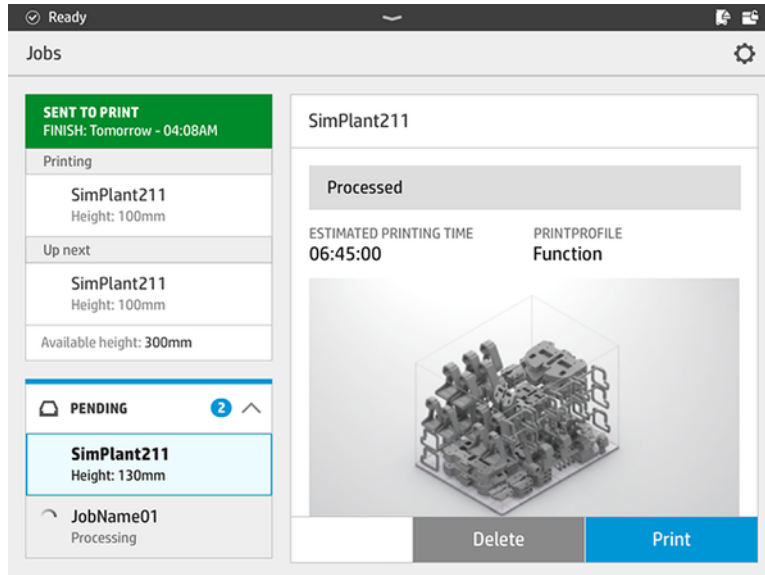 Ready
Jobs
SENT TO PRINT
FINISH: Tomorrow - 04:08AM
Printing
SimPlant211
Height: 100mm
Up next
SimPlant211
Height: 100mm
Available height: 300mm
PENDING 2
SimPlant211
Height: 130mm
JobName01
Processing
SimPlant211
Processed
ESTIMATED PRINTING TIME PRINTPROFILE
06:45:00 Function
Delete Print